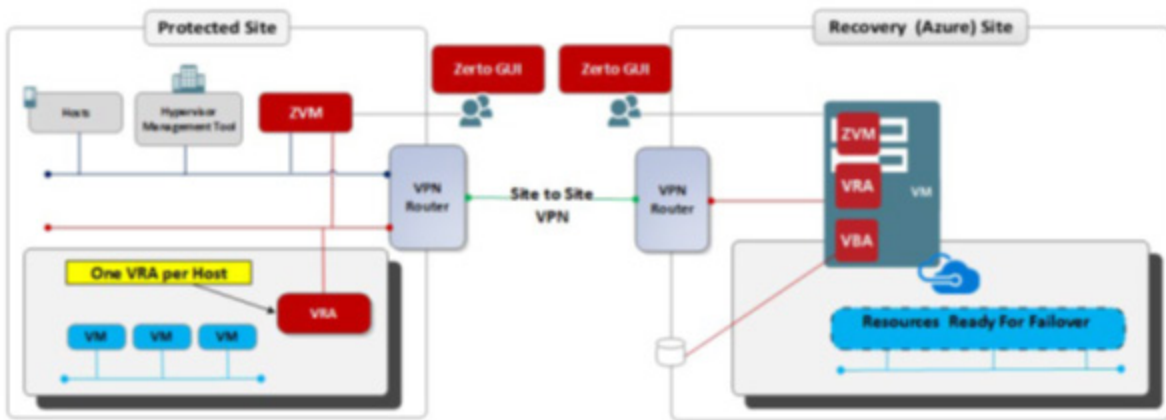 Protected Site
Recovery (Azure) Site
Zerto GUI
Zerto GUI
Hosts
Hypervisor
Management Tool
ZVM
VPN
Router
Site to Site
VPN
VPN
Router
ZVM
VRA
VM
VBA
One VRA per Host
VRA
VM
VM
VM
Resources Ready For Failover